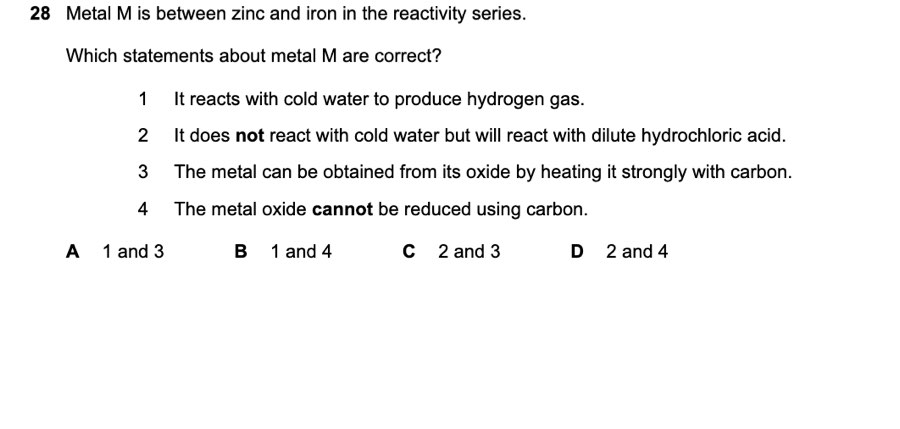 28 Metal M is between zinc and iron in the reactivity series.
Which statements about metal M are correct?
1 It reacts with cold water to produce hydrogen gas.
2 It does not react with cold water but will react with dilute hydrochloric acid.
3 The metal can be obtained from its oxide by heating it strongly with carbon.
4 The metal oxide cannot be reduced using carbon.
A 1 and 3 B 1 and 4 C 2 and 3 D 2 and 4